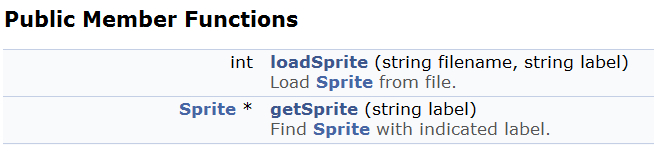 Public Member Functions
int loadSprite (string filename, string label)
Load Sprite from file.
Sprite * getSprite (string label)
Find Sprite with indicated label.